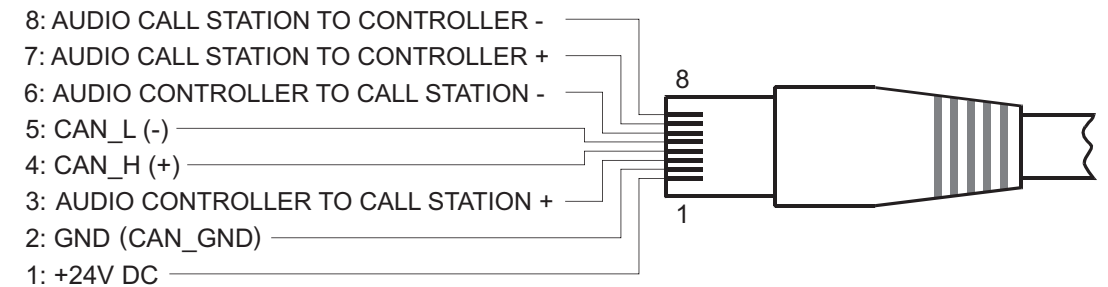 8: AUDIO CALL STATION TO CONTROLLER -
7: AUDIO CALL STATION TO CONTROLLER +
6: AUDIO CONTROLLER TO CALL STATION -
5: CAN_L (-)
4: CAN_H (+)
3: AUDIO CONTROLLER TO CALL STATION +
2: GND (CAN_GND)
1: +24V DC
8
1